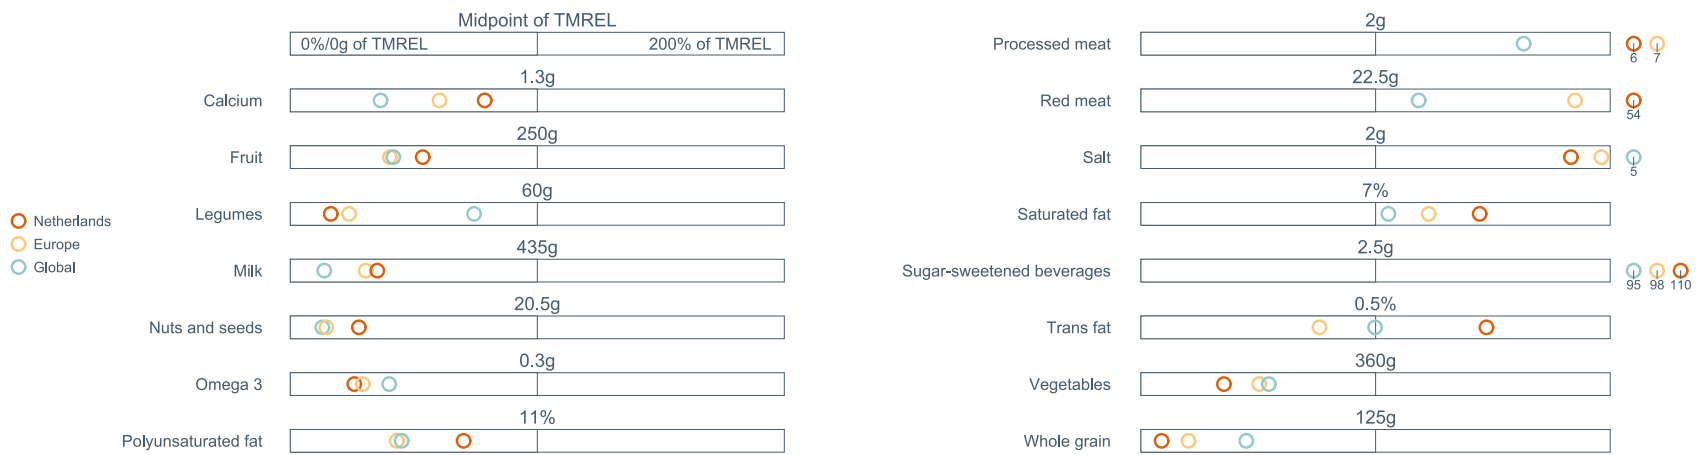 Midpoint of TMREL
0%/0g of TMREL 200% of TMREL
1.3g
Calcium
250g
Fruit
60g
Legumes
435g
Milk
20.5g
Nuts and seeds
0.3g
Omega 3
11%
Polyunsaturated fat
Netherlands
Europe
Global
2g
Processed meat
6 7
22.5g
Red meat
54
2g
Salt
5
7%
Saturated fat
2.5g
Sugar-sweetened beverages
95 98 110
0.5%
Trans fat
360g
Vegetables
125g
Whole grain